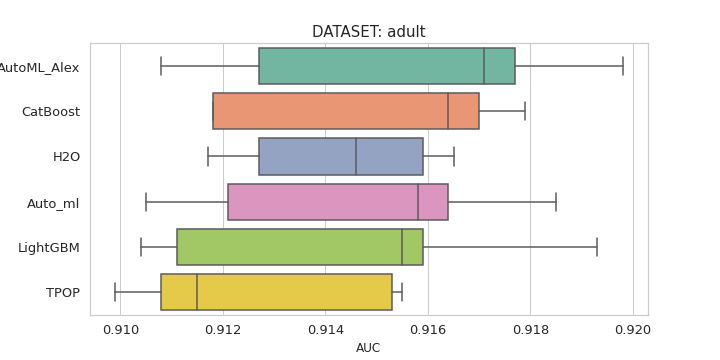 DATASET: adult
AutoML_Alex
CatBoost
H2O
Auto_ml
LightGBM
TPOP
0.910 0.912 0.914 0.916 0.918 0.920
AUC